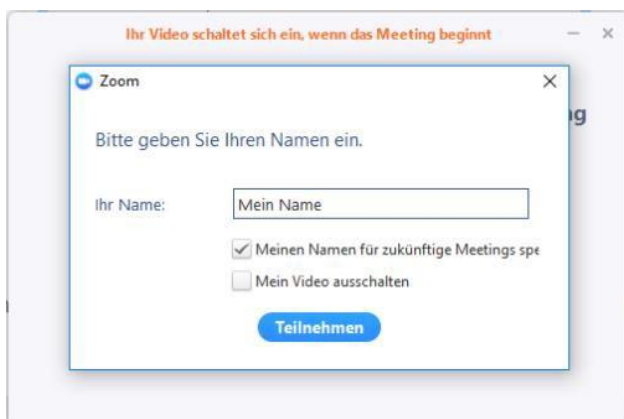 Ihr Video schaltet sich ein, wenn das Meeting beginnt
Zoom
Bitte geben Sie Ihren Namen ein.
Ihr Name:
Mein Name
Meinen Namen für zukünftige Meetings spe
Mein Video ausschalten
Teilnehmen